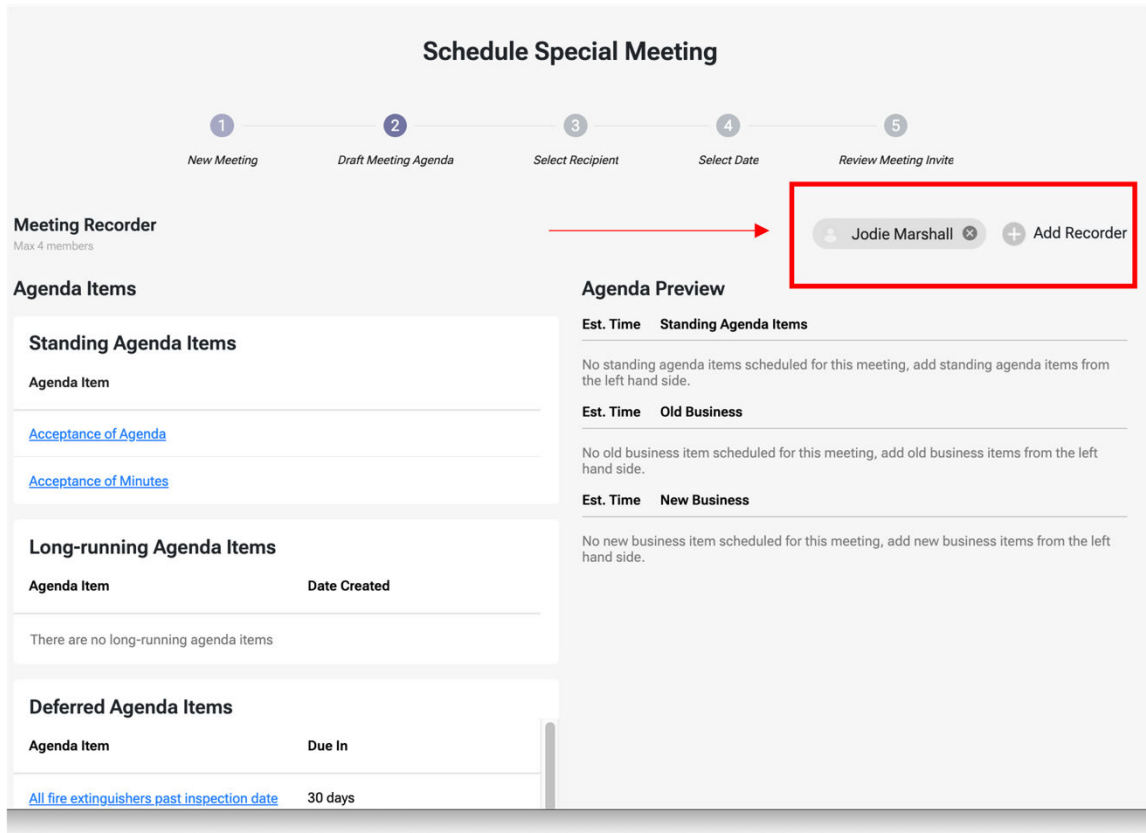 Schedule Special Meeting
1 2 3 4 5
New Meeting Draft Meeting Agenda Select Recipient Select Date Review Meeting Invite
Meeting Recorder
Max 4 members
Jodie Marshall Add Recorder
Agenda Items
Standing Agenda Items
Agenda Item
Acceptance of Agenda
Acceptance of Minutes
Long-running Agenda Items
Agenda Item Date Created
There are no long-running agenda items
Deferred Agenda Items
Agenda Item Due In
All fire extinguishers past inspection date 30 days
Agenda Preview
Est. Time Standing Agenda Items
No standing agenda items scheduled for this meeting, add standing agenda items from
the left hand side.
Est. Time Old Business
No old business item scheduled for this meeting, add old business items from the left
hand side.
Est. Time New Business
No new business item scheduled for this meeting, add new business items from the left
hand side.